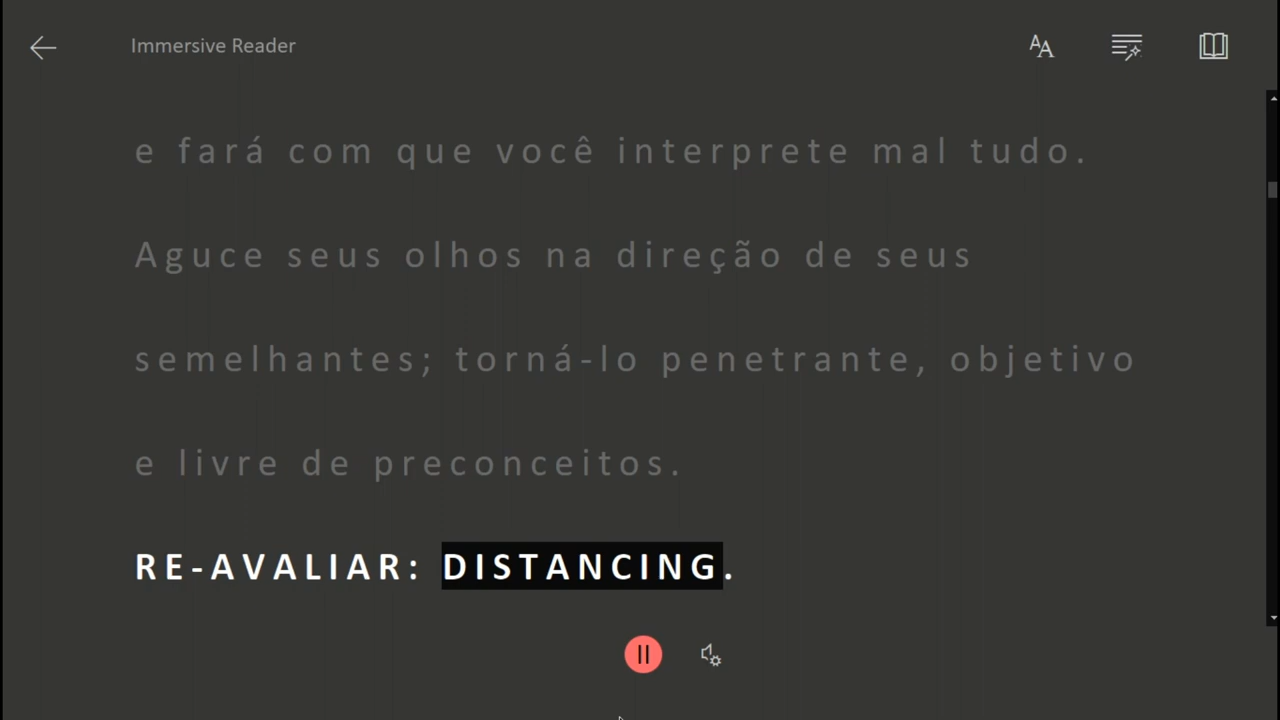 Immersive Reader
e fará com que você interprete mal tudo.
Aguce seus olhos na direção de seus
semelhantes; torná-lo penetrante, objetivo
e livre de preconceitos.
RE-AVALIAR: DISTANCING.